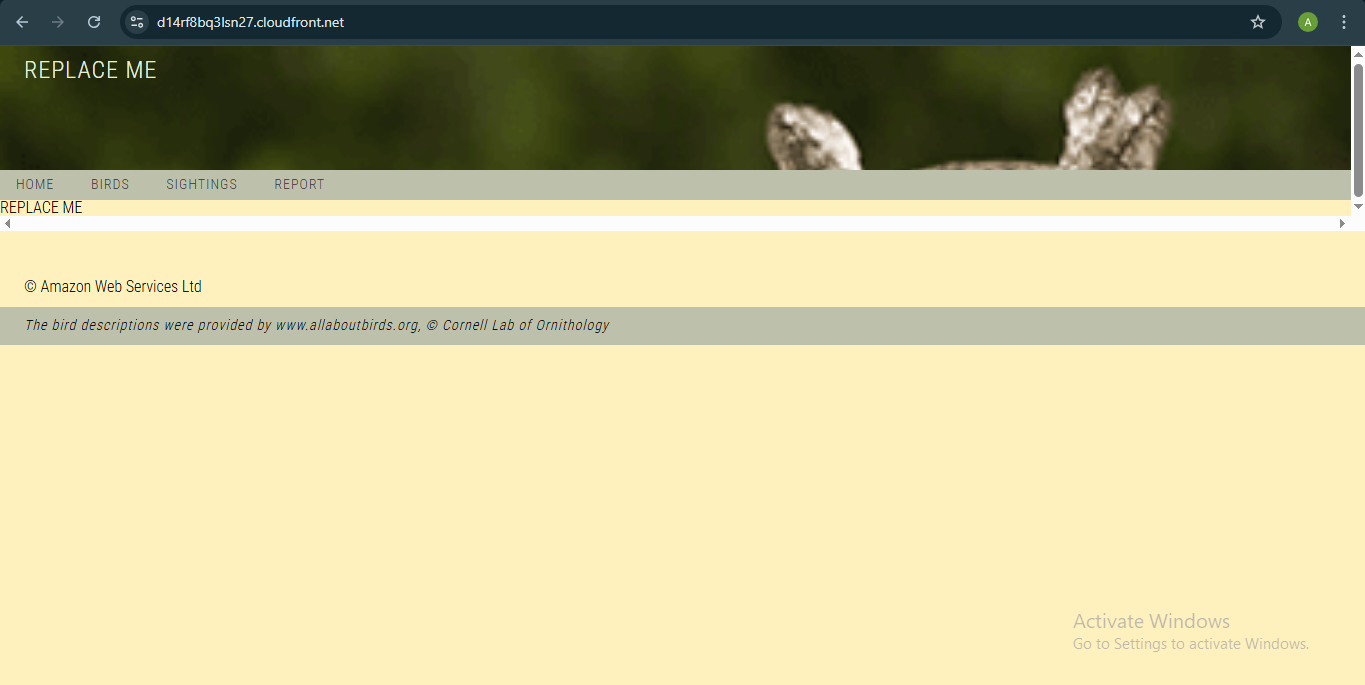 d14rf8bq3lsn27.cloudfront.net
A
REPLACE ME
HOME BIRDS SIGHTINGS REPORT
REPLACE ME
© Amazon Web Services Ltd
The bird descriptions were provided by www.allaboutbirds.org, © Cornell Lab of Ornithology
Activate Windows
Go to Settings to activate Windows.